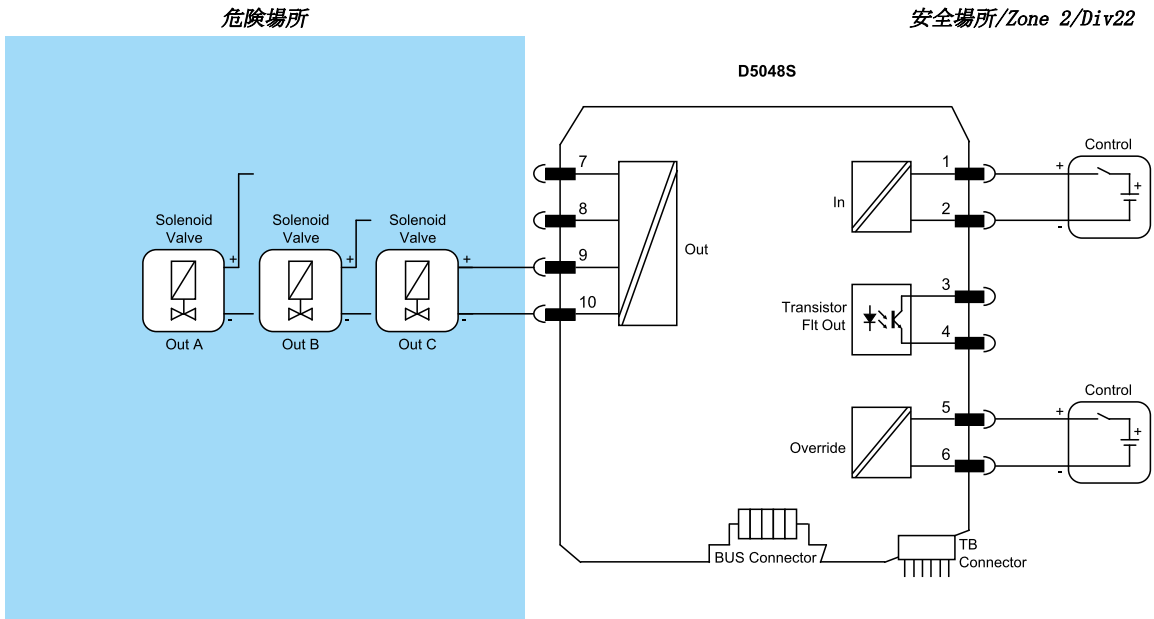 危険場所
安全場所/Zone 2/Div22
D5048S
Solenoid
Valve
+
-
Out A
Solenoid
Valve
+
-
Out B
Solenoid
Valve
+
-
Out C
7
8
9
10
Out
In
1
2
Control
+
+
-
Transistor
Flt Out
3
4
Override
5
6
Control
+
+
-
BUS Connector
TB
Connector